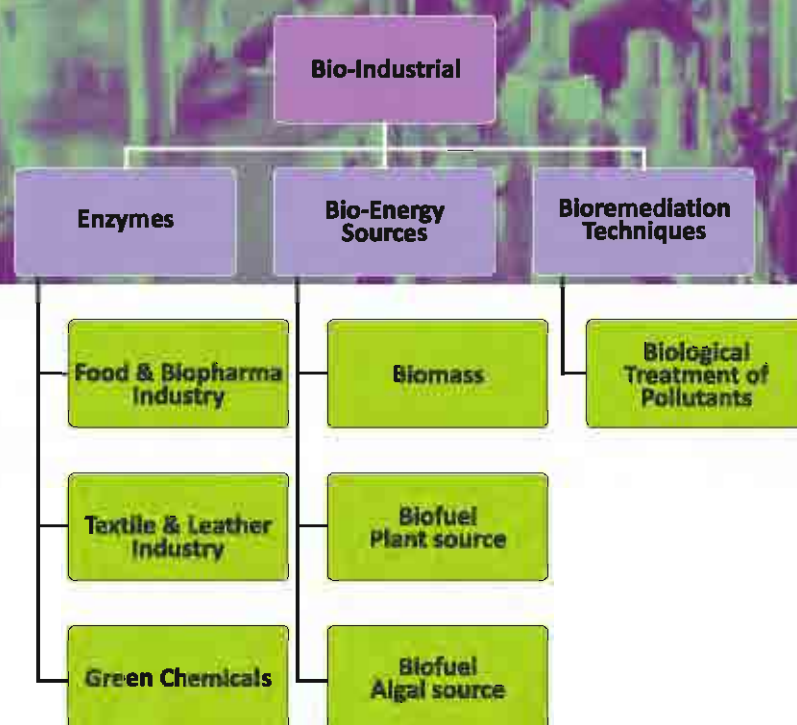 Bio-Industrial
Enzymes
Bio-Energy
Sources
Bioremediation
Techniques
Food & Biopharma
Industry
Biomass
Biological
Treatment of
Pollutants
Textile & Leather
Industry
Biofuel
Plant source
Green Chemicals
Biofuel
Algal source